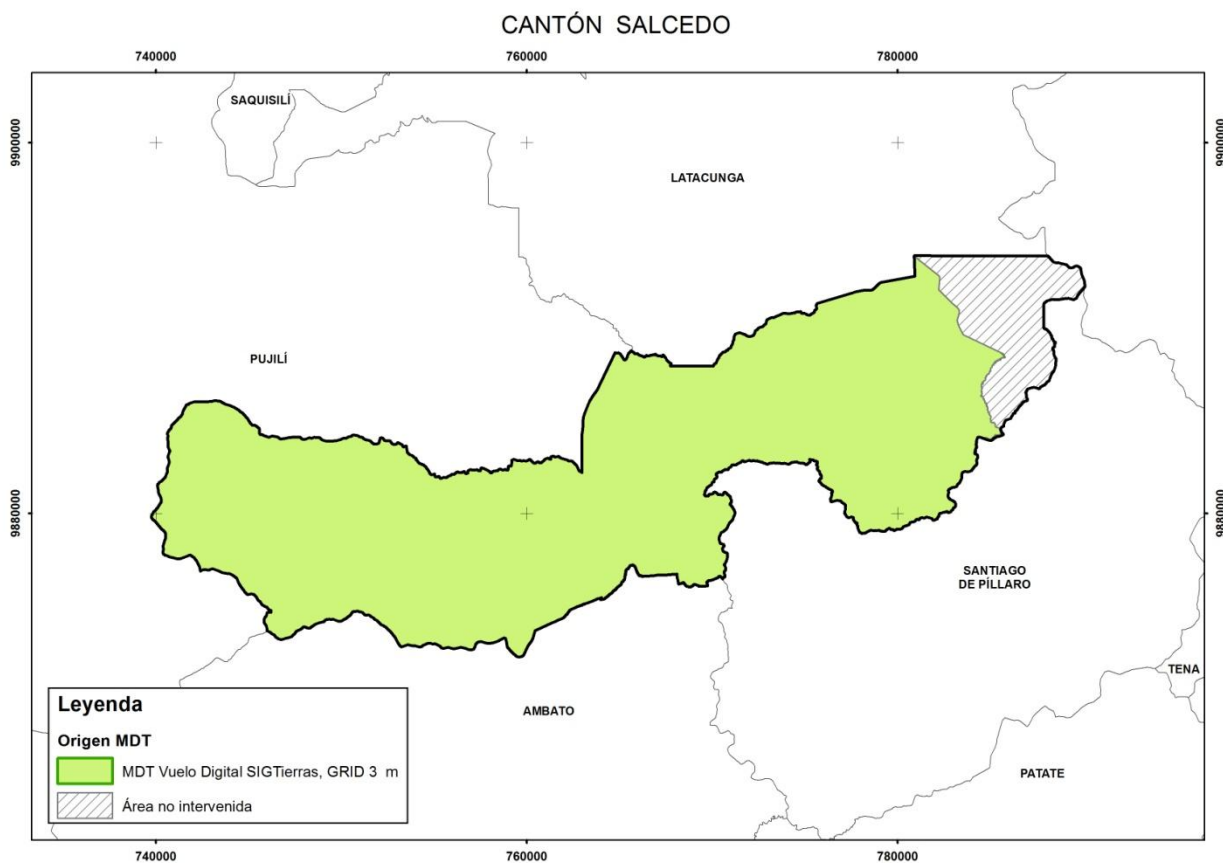 CANTÓN SALCEDO
740000
760000
780000
SAQUISILÍ
9900000
9900000
LATACUNGA
PUJILÍ
9880000
9880000
SANTIAGO
DE PÍLLARO
TENA
AMBATO
PATATE
Leyenda
Origen MDT
MDT Vuelo Digital SIGTierras, GRID 3 m
Área no intervenida
740000
760000
780000